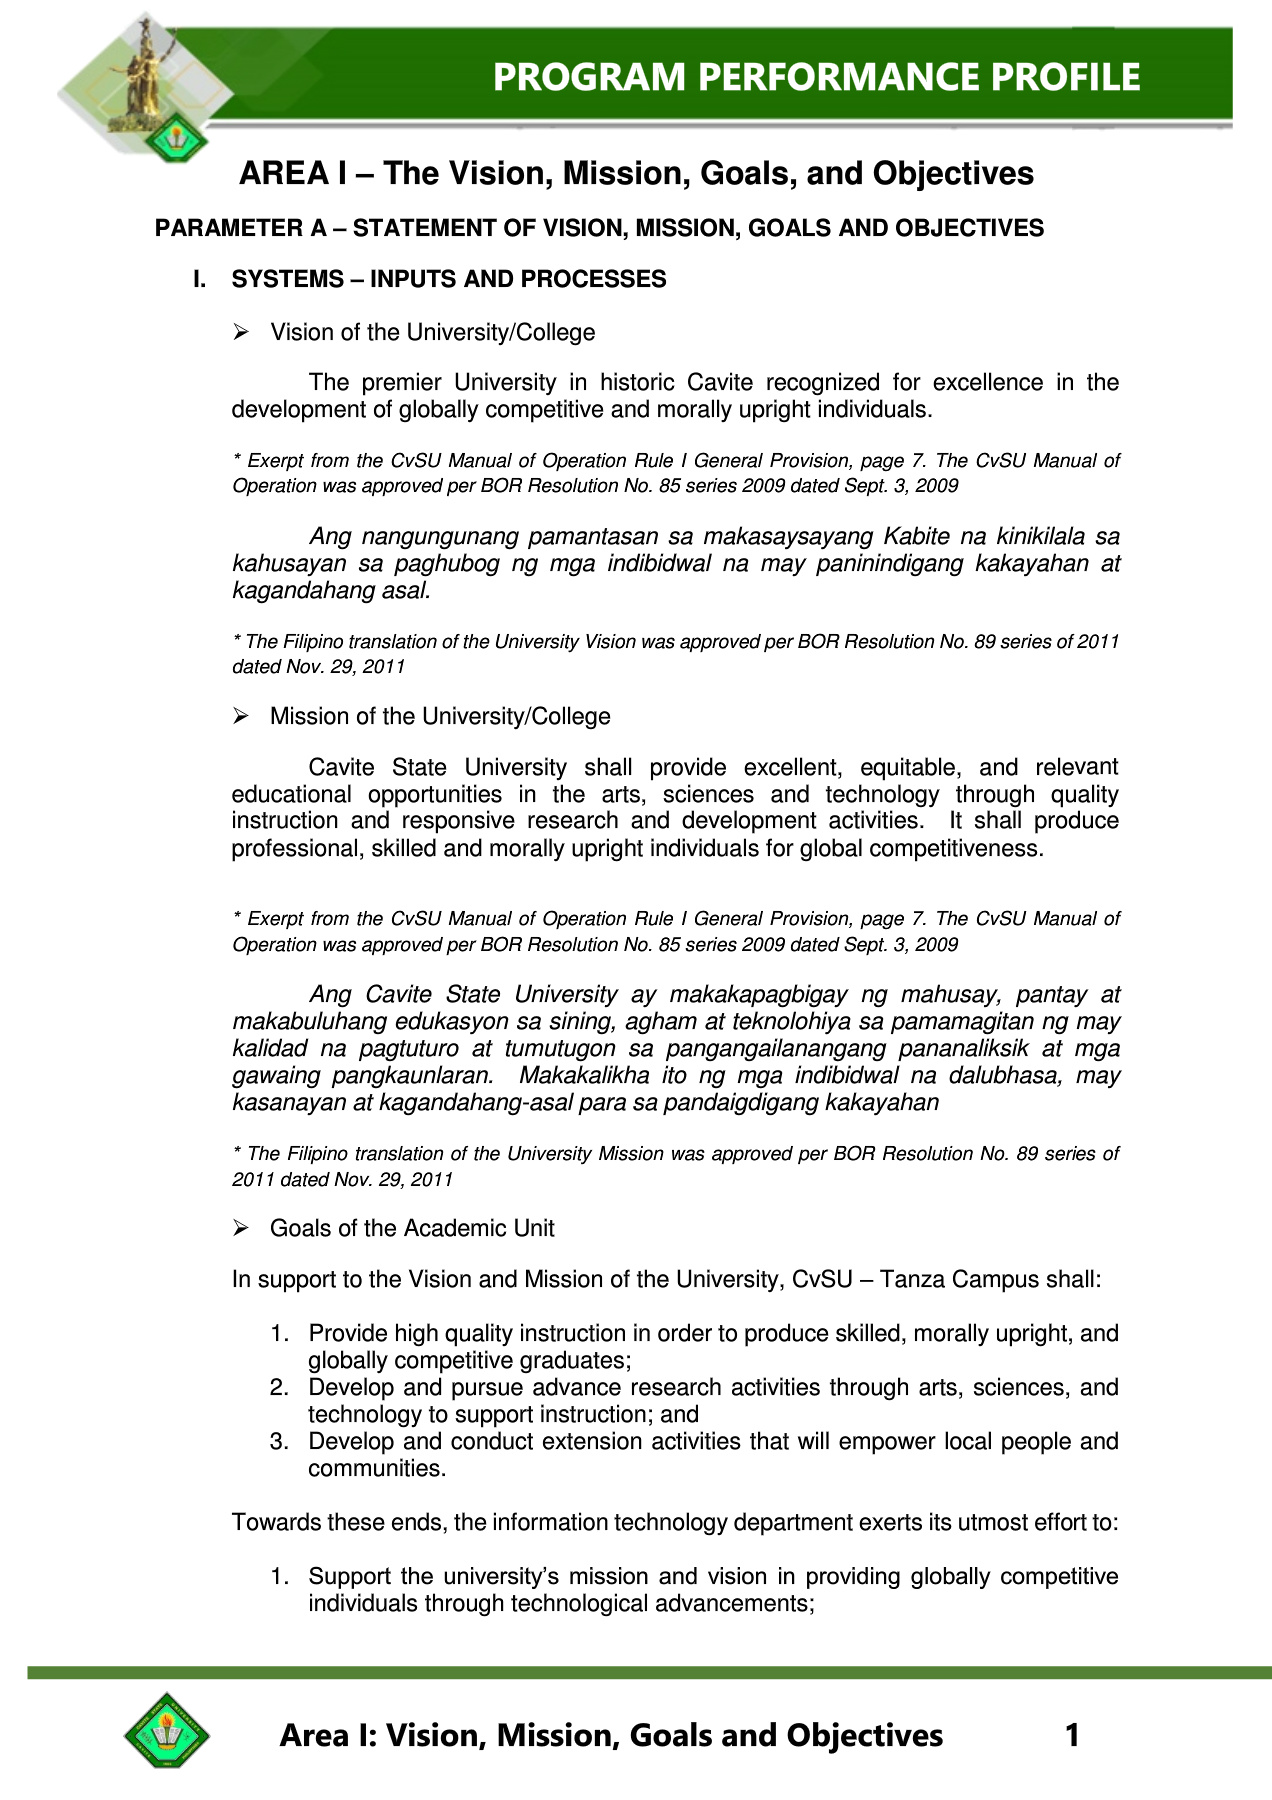 PROGRAM PERFORMANCE PROFILE
AREA I – The Vision, Mission, Goals, and Objectives
PARAMETER A – STATEMENT OF VISION, MISSION, GOALS AND OBJECTIVES
I. SYSTEMS – INPUTS AND PROCESSES
➢ Vision of the University/College
The premier University in historic Cavite recognized for excellence in the
development of globally competitive and morally upright individuals.
* Exerpt from the CvSU Manual of Operation Rule I General Provision, page 7. The CvSU Manual of
Operation was approved per BOR Resolution No. 85 series 2009 dated Sept. 3, 2009
Ang nangungunang pamantasan sa makasaysayang Kabite na kinikilala sa
kahusayan sa paghubog ng mga indibidwal na may paninindigang kakayahan at
kagandahang asal.
* The Filipino translation of the University Vision was approved per BOR Resolution No. 89 series of 2011
dated Nov. 29, 2011
➢ Mission of the University/College
Cavite State University shall provide excellent, equitable, and relevant
educational opportunities in the arts, sciences and technology through quality
instruction and responsive research and development activities. It shall produce
professional, skilled and morally upright individuals for global competitiveness.
* Exerpt from the CvSU Manual of Operation Rule I General Provision, page 7. The CvSU Manual of
Operation was approved per BOR Resolution No. 85 series 2009 dated Sept. 3, 2009
Ang Cavite State University ay makakapagbigay ng mahusay, pantay at
makabuluhang edukasyon sa sining, agham at teknolohiya sa pamamagitan ng may
kalidad na pagtuturo at tumutugon sa pangangailanangang pananaliksik at mga
gawaing pangkaunlaran. Makakalikha ito ng mga indibidwal na dalubhasa, may
kasanayan at kagandahang-asal para sa pandaigdigang kakayahan
* The Filipino translation of the University Mission was approved per BOR Resolution No. 89 series of
2011 dated Nov. 29, 2011
➢ Goals of the Academic Unit
In support to the Vision and Mission of the University, CvSU – Tanza Campus shall:
1. Provide high quality instruction in order to produce skilled, morally upright, and
globally competitive graduates;
2. Develop and pursue advance research activities through arts, sciences, and
technology to support instruction; and
3. Develop and conduct extension activities that will empower local people and
communities.
Towards these ends, the information technology department exerts its utmost effort to:
1. Support the university’s mission and vision in providing globally competitive
individuals through technological advancements;
Area I: Vision, Mission, Goals and Objectives 1